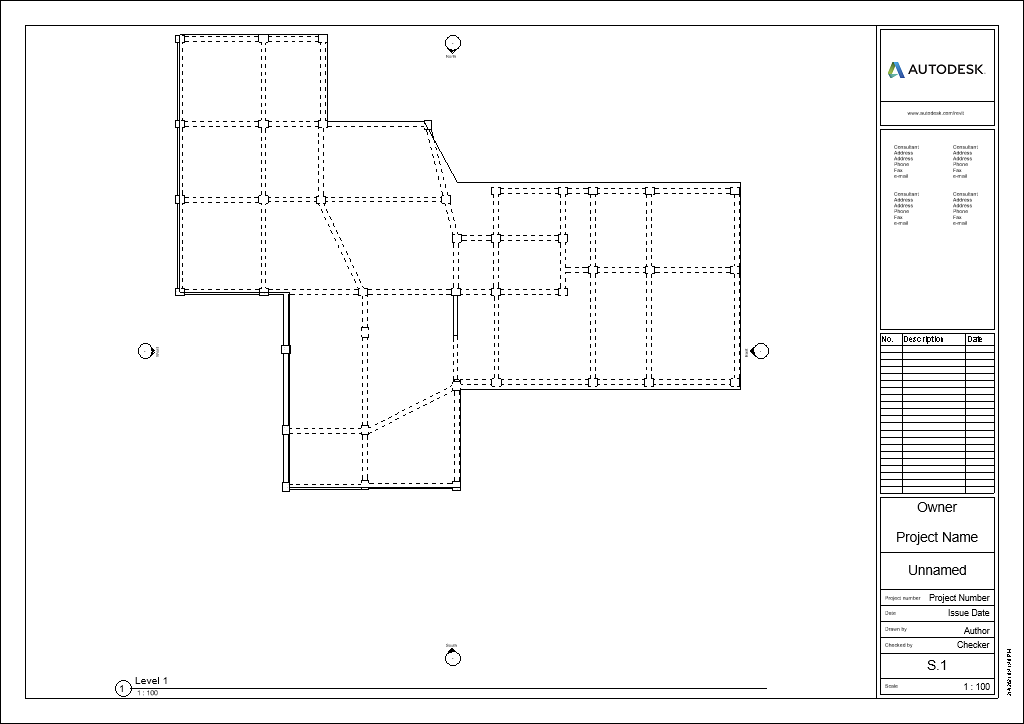 North
AUTODESK.
www.autodesk.com/revit
Consultant
Address
Address
Phone
Fax
e-mail
Consultant
Address
Address
Phone
Fax
e-mail
Consultant
Address
Address
Phone
Fax
e-mail
Consultant
Address
Address
Phone
Fax
e-mail
No. Description Date
Owner
Project Name
Unnamed
Project number Project Number
Date Issue Date
Drawn by Author
Checked by Checker
S.1
Scale 1 : 100
South
1 Level 1
1 : 100